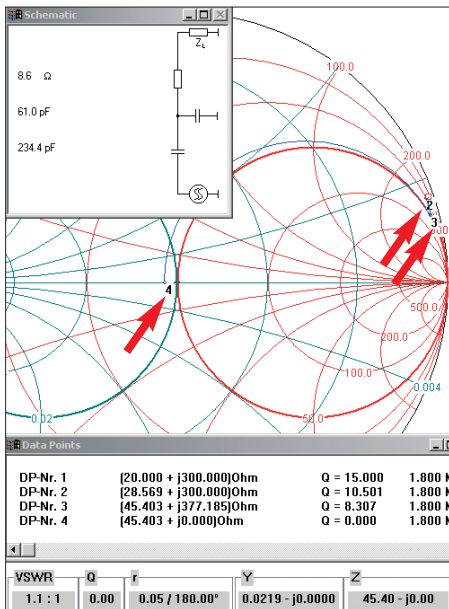 Schematic
ZL
8.6 Ω
61.0 pF
234.4 pF
100.0
200.0
2
3
4
500.0
200.0
100.0
50.0
0.02
0.004
Data Points
DP-Nr. 1 (20.000 + j300.000)Ohm Q = 15.000 1.800
DP-Nr. 2 (28.569 + j300.000)Ohm Q = 10.501 1.800
DP-Nr. 3 (45.403 + j377.185)Ohm Q = 8.307 1.800
DP-Nr. 4 (45.403 + j0.000)Ohm Q = 0.000 1.800
VSWR Q r Y Z
1.1 : 1 0.00 0.05 / 180.00° 0.0219 - j0.0000 45.40 - j0.00